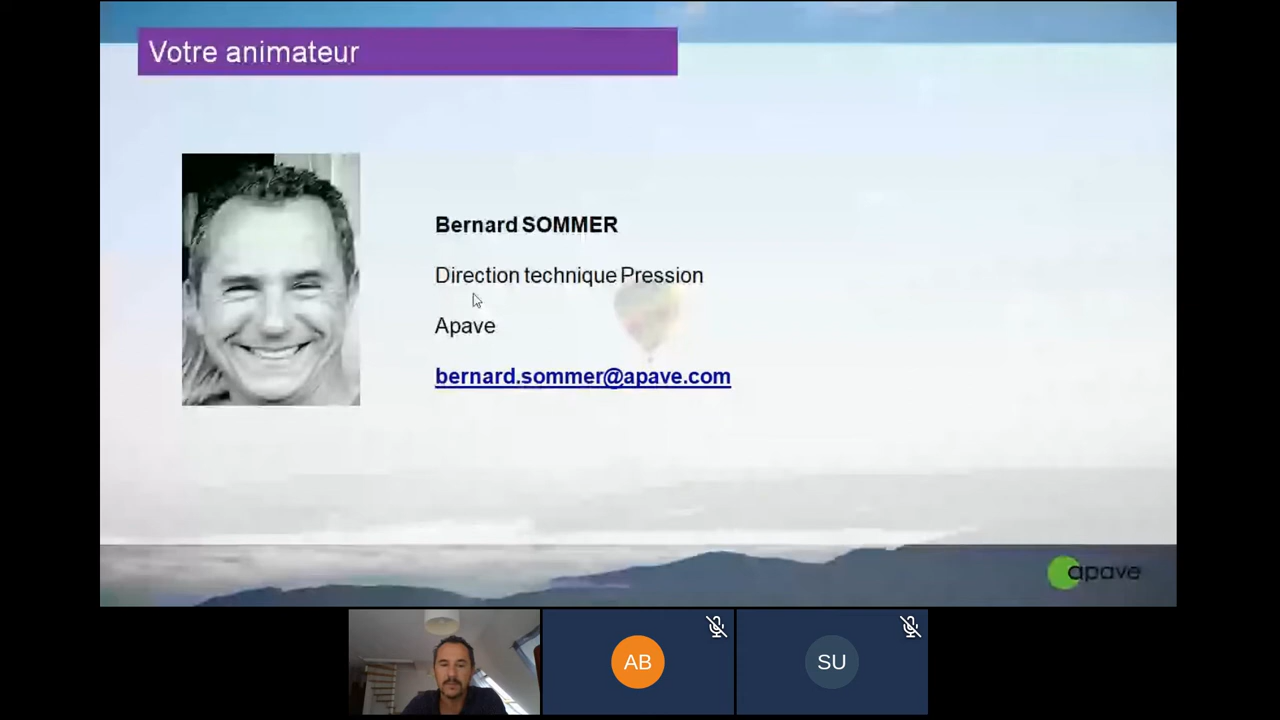 Votre animateur
Bernard SOMMER
Direction technique Pression
Apave
bernard.sommer@apave.com
apave
AB
SU